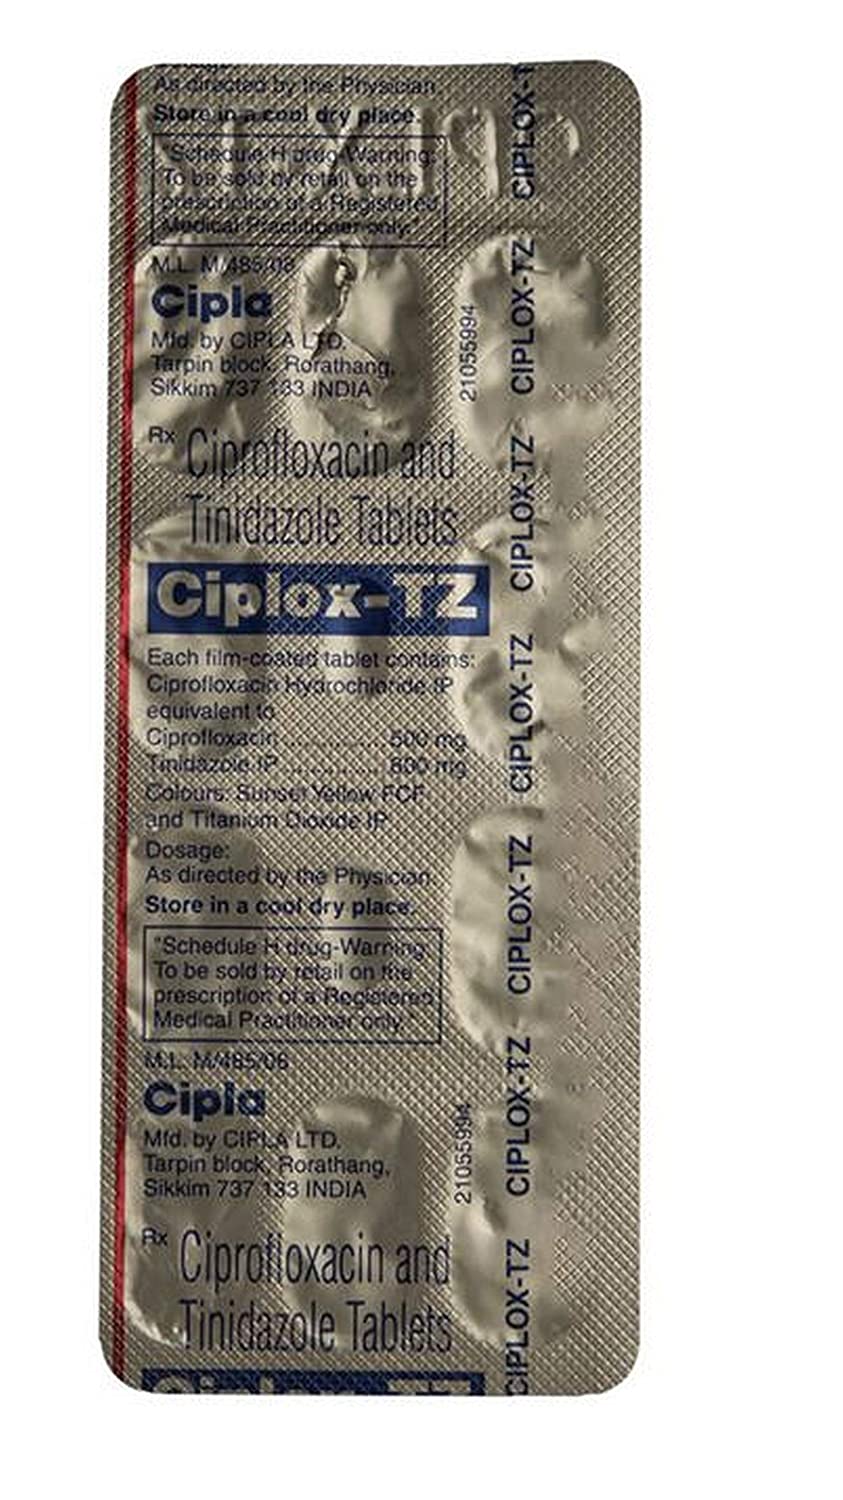 As directed by the Physician.
Store in a cool dry place.
"Schedule H drug-Warning:
To be sold by retail on the
prescription of a Registered
Medical Practitioner only."
M.L. M/485/08
Cipla
Mfd. by CIPLA LTD.
Tarpin block, Rorathang,
Sikkim 737 133 INDIA
21055994
Rx Ciprofloxacin and
Tinidazole Tablets
Ciplox-TZ
Each film-coated tablet contains:
Ciprofloxacin Hydrochloride IP
equivalent to
Ciprofloxacin ................ 500 mg
Tinidazole IP ............... 600 mg
Colours: Sunset Yellow FCF
and Titanium Dioxide IP
Dosage:
As directed by the Physician.
Store in a cool dry place.
"Schedule H drug-Warning:
To be sold by retail on the
prescription of a Registered
Medical Practitioner only."
M.L. M/485/08
Cipla
Mfd. by CIPLA LTD.
Tarpin block, Rorathang,
Sikkim 737 133 INDIA
21055994
Rx Ciprofloxacin and
Tinidazole Tablets
Ciplox-TZ
CIPLOX-T
CIPLOX-TZ
CIPLOX-TZ
CIPLOX-TZ
CIPLOX-TZ
CIPLOX-TZ
CIPLOX-TZ